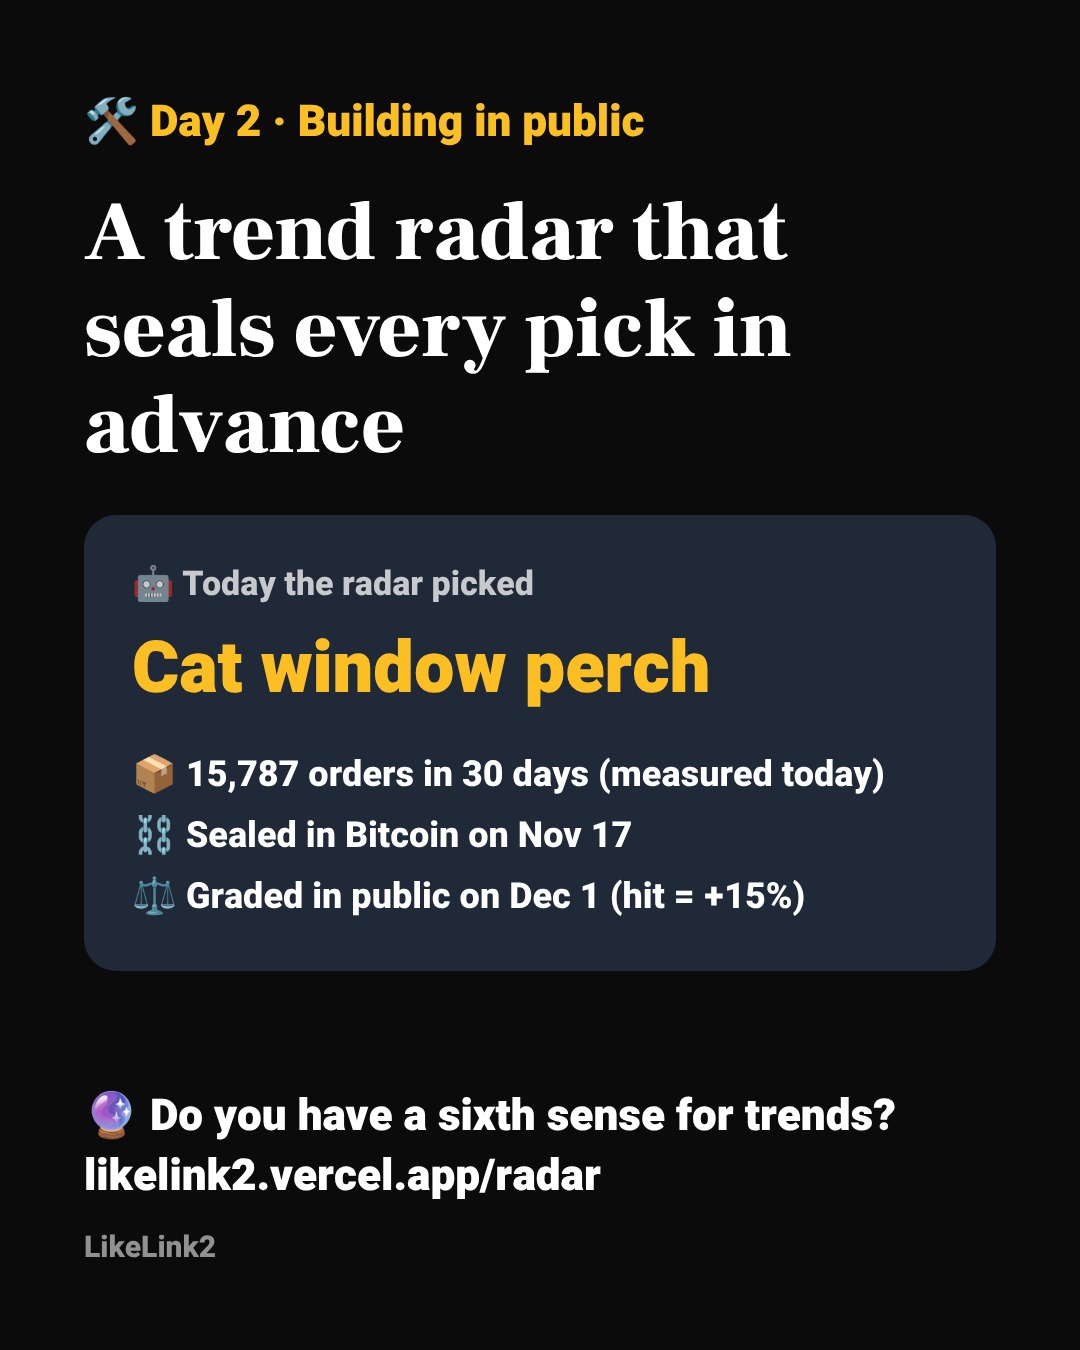 🛠️ Day 2 · Building in public
A trend radar that
seals every pick in
advance
🤖 Today the radar picked
Cat window perch
📦 15,787 orders in 30 days (measured today)
⛓️ Sealed in Bitcoin on Nov 17
⚖️ Graded in public on Dec 1 (hit = +15%)
🔮 Do you have a sixth sense for trends?
likelink2.vercel.app/radar
LikeLink2